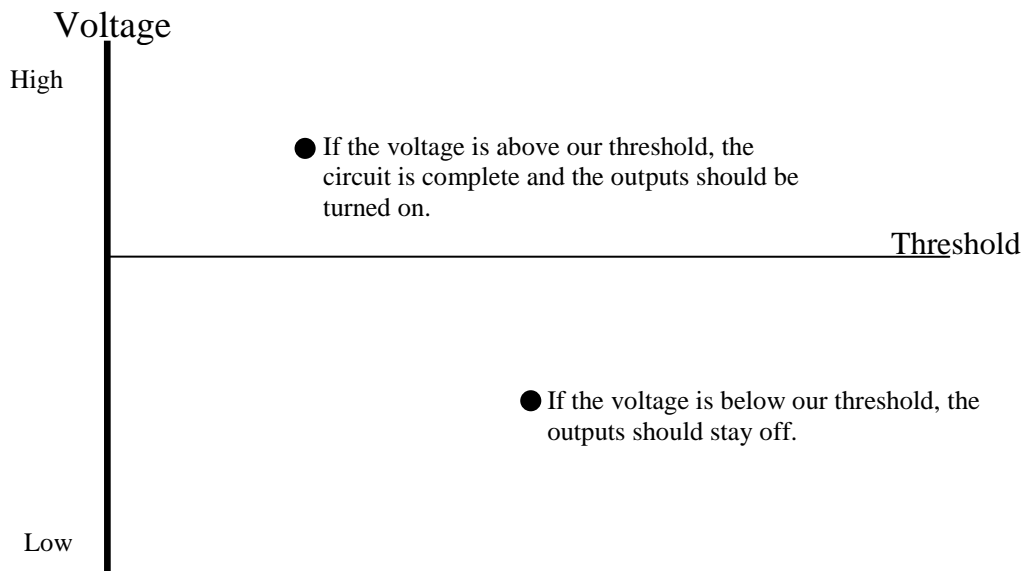 Voltage
High
If the voltage is above our threshold, the
circuit is complete and the outputs should be
turned on.
Threshold
If the voltage is below our threshold, the
outputs should stay off.
Low